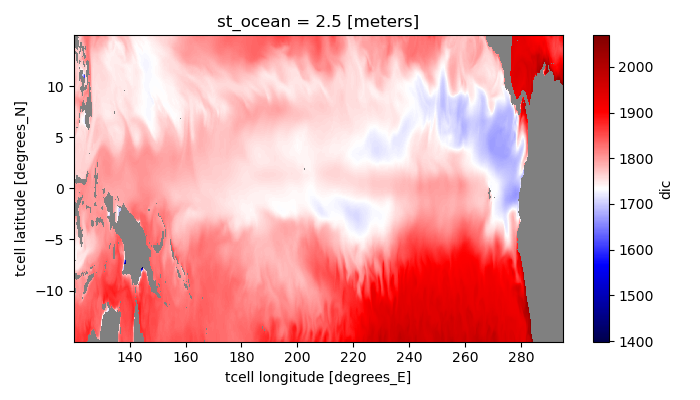 st_ocean = 2.5 [meters]
10
5
0
−5
−10
tcell latitude [degrees_N]
140 160 180 200 220 240 260 280
tcell longitude [degrees_E]
2000
1900
1800
1700
1600
1500
1400
dic